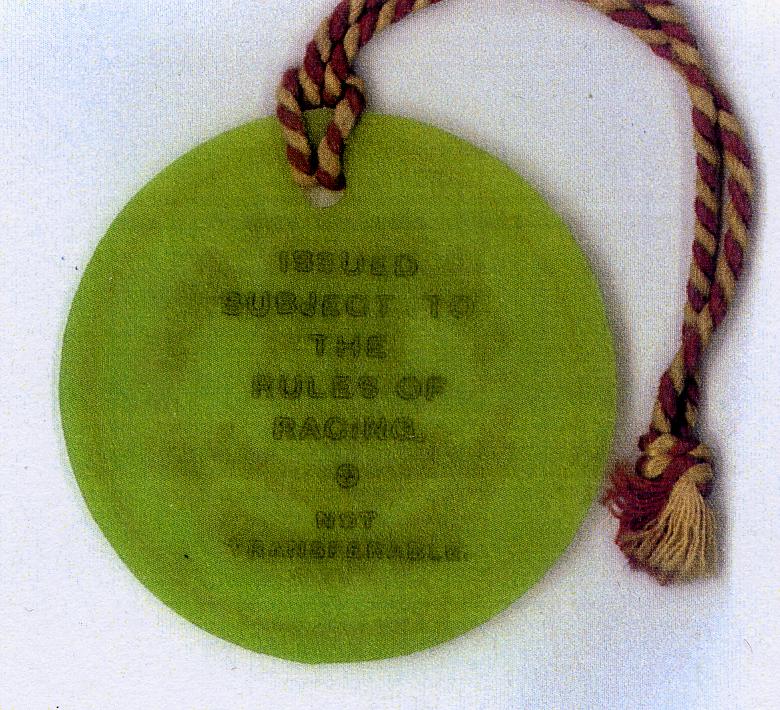 ISSUED
SUBJECT TO
THE
RULES OF
RACING.
NOT
TRANSFERABLE.